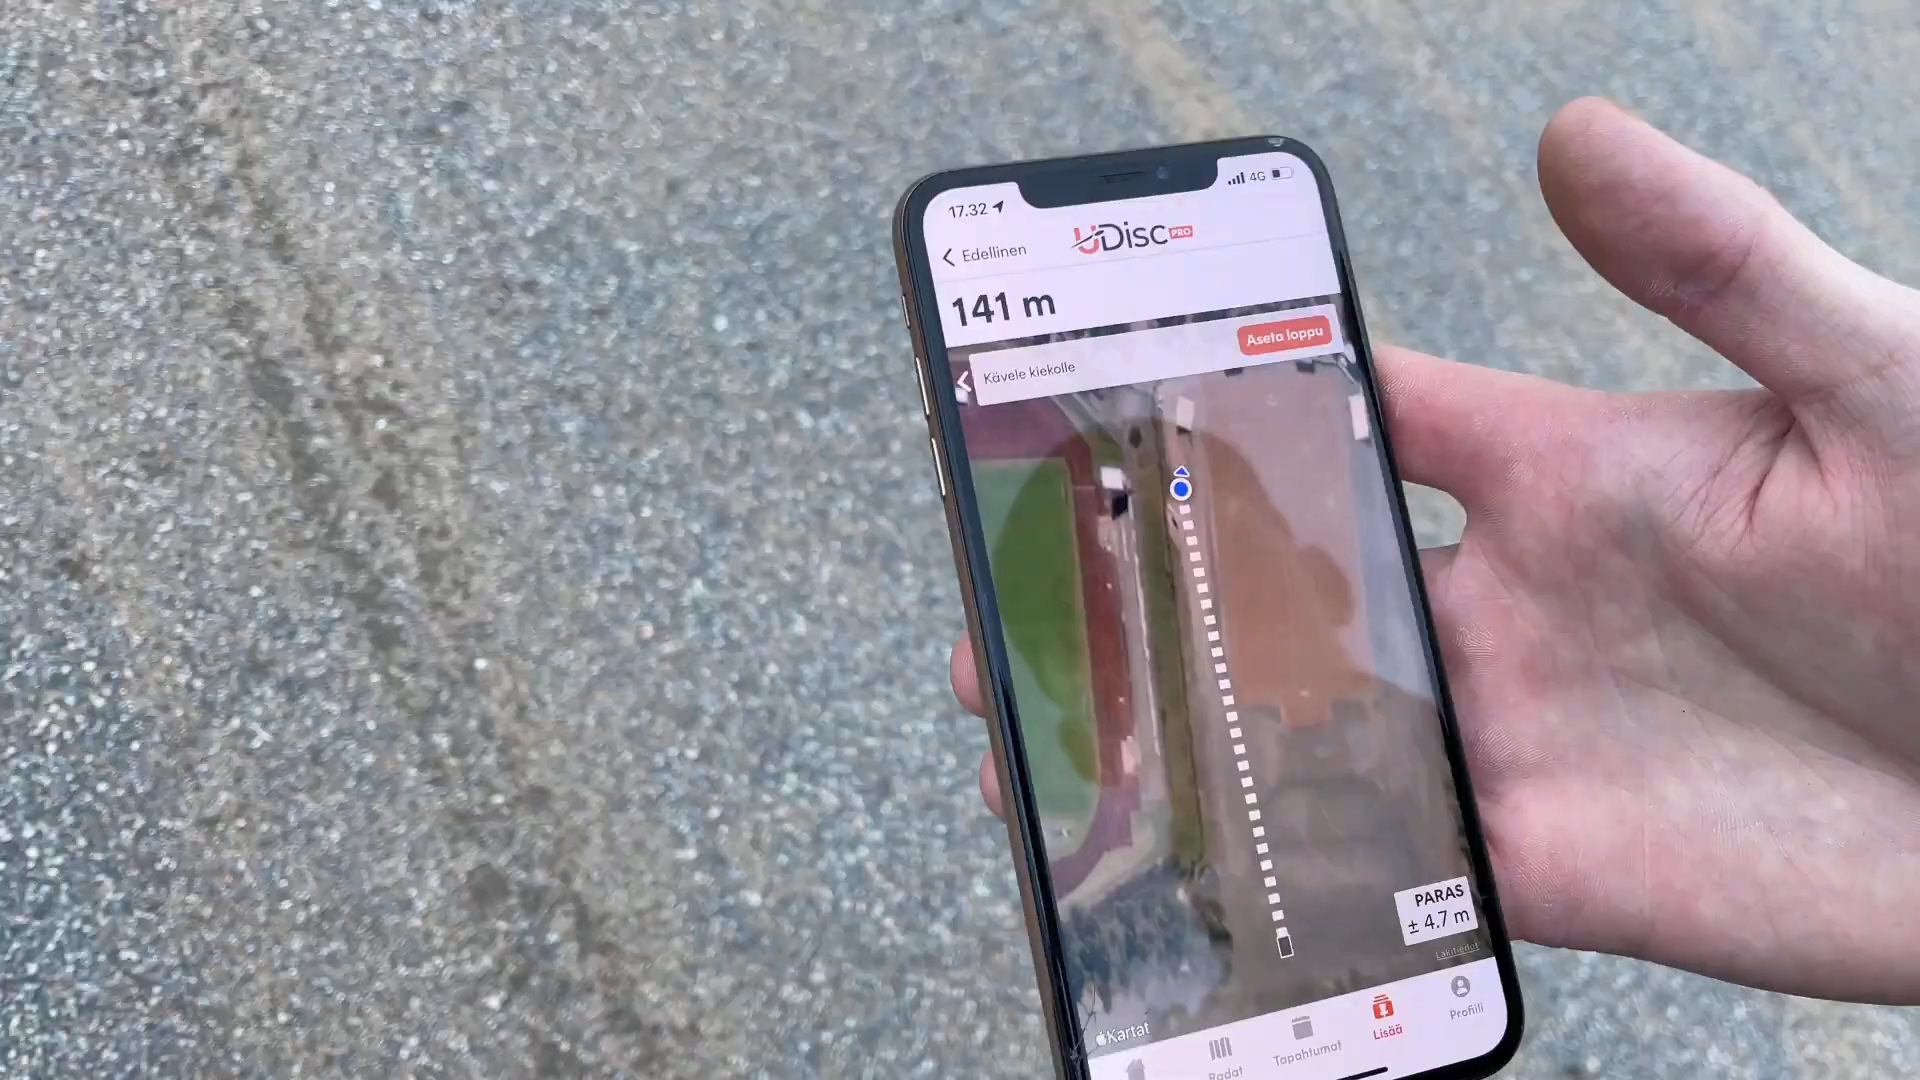 17.32
4G
Edellinen
UDisc PRO
141 m
Aseta loppu
Kävele kiekolle
PARAS
± 4.7 m
Lakitiedot
Kartat
Radat
Tapahtumat
Lisää
Profiili